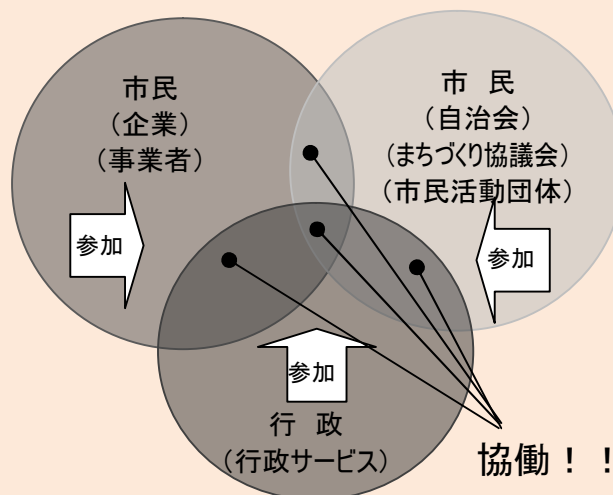 市民
（企業）
（事業者）
参加
市　民
（自治会）
（まちづくり協議会）
（市民活動団体）
参加
参加
行　政
（行政サービス）
協働！！